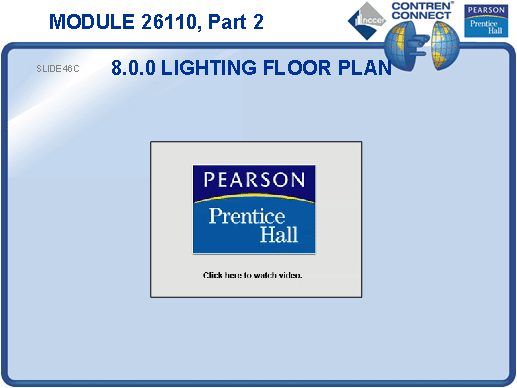 MODULE 26110, Part 2
nccer
CONTREN®
CONNECT
PEARSON
Prentice
Hall
SLIDE 46C
8.0.0 LIGHTING FLOOR PLAN
PEARSON
Prentice
Hall
Click here to watch video.